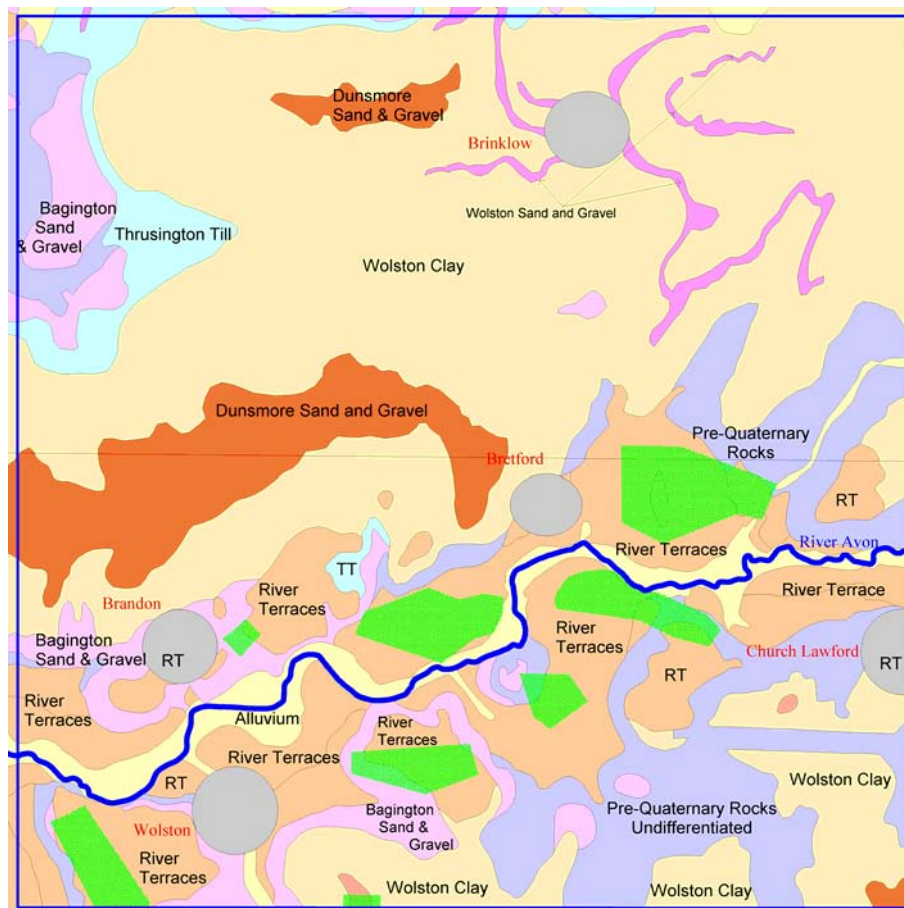 Dunsmore
Sand & Gravel
Brinklow
Wolston Sand and Gravel
Bagington
Sand
& Gravel
Thrusington Till
Wolston Clay
Dunsmore Sand and Gravel
Pre-Quaternary
Rocks
Bretford
RT
River Avon
River Terraces
TT
River Terrace
River
Terraces
Brandon
Bagington
Sand & Gravel
RT
River
Terraces
Church Lawford
RT
RT
River
Terraces
Alluvium
River
Terraces
River Terraces
RT
Wolston Clay
Pre-Quaternary Rocks
Undifferentiated
Bagington
Sand &
Gravel
Wolston
River
Terraces
Wolston Clay
Wolston Clay